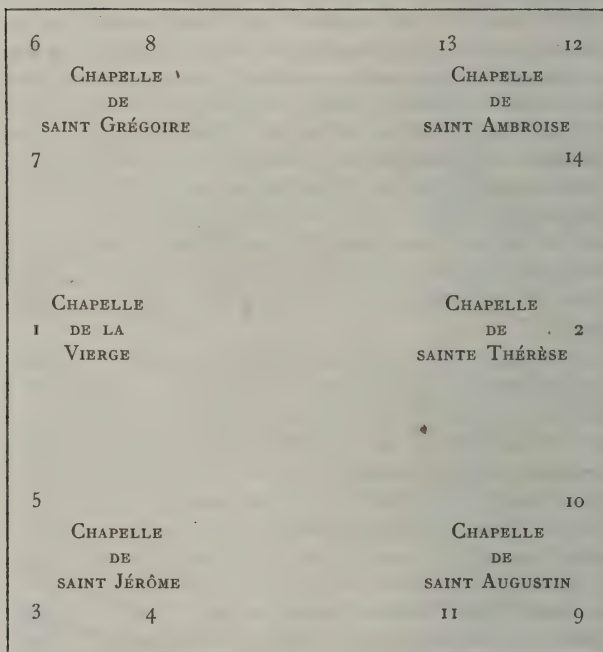 6 8 13 12
CHAPELLE CHAPELLE
DE DE
SAINT GRÉGOIRE SAINT AMBROISE
7 14
CHAPELLE CHAPELLE
1 DE LA DE 2
VIERGE SAINTE THÉRÈSE
5 10
CHAPELLE CHAPELLE
DE DE
SAINT JÉRÔME SAINT AUGUSTIN
3 4 11 9